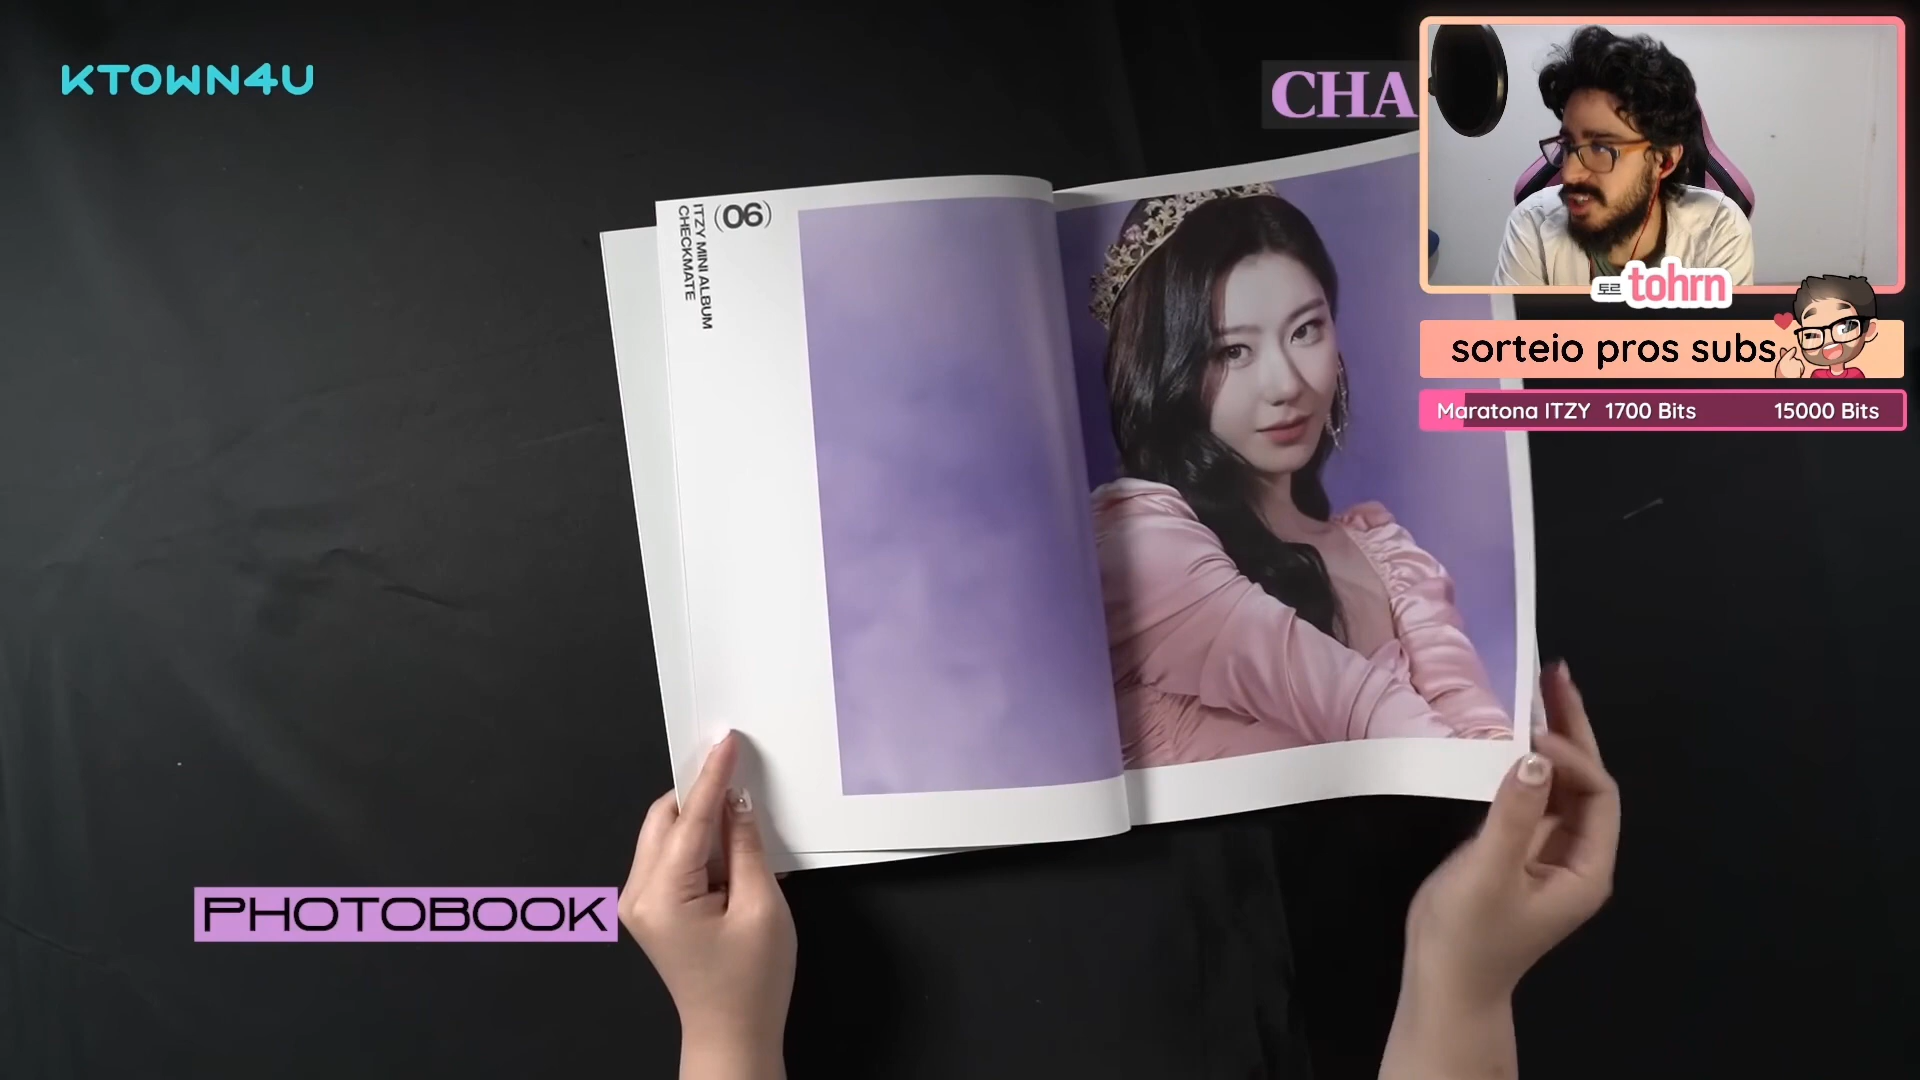 KTOWN4U
CHA
(06)
ITZY MINI ALBUM
CHECKMATE
토르 tohrn
sorteio pros subs
Maratona ITZY 1700 Bits 15000 Bits
PHOTOBOOK